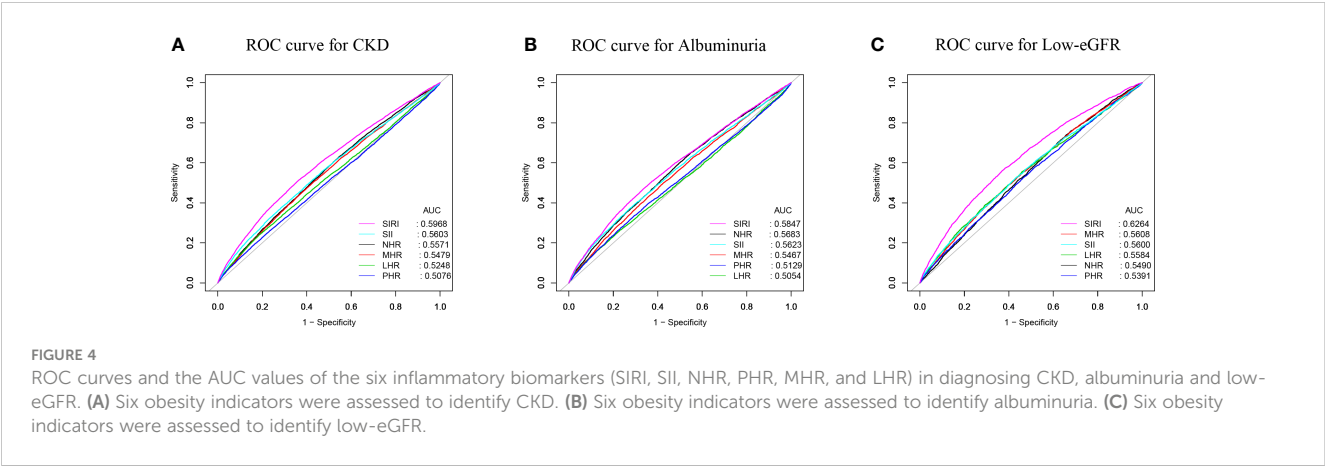 A ROC curve for CKD
B ROC curve for Albuminuria
C ROC curve for Low-eGFR
Sensitivity
1.0
0.8
0.6
0.4
0.2
0.0
AUC
SIRI : 0.5968
SII : 0.5603
NHR : 0.5571
MHR : 0.5479
LHR : 0.5248
PHR : 0.5076
0.0 0.2 0.4 0.6 0.8 1.0
1 − Specificity
Sensitivity
1.0
0.8
0.6
0.4
0.2
0.0
AUC
SIRI : 0.5847
NHR : 0.5683
SII : 0.5623
MHR : 0.5467
PHR : 0.5129
LHR : 0.5054
0.0 0.2 0.4 0.6 0.8 1.0
1 − Specificity
Sensitivity
1.0
0.8
0.6
0.4
0.2
0.0
AUC
SIRI : 0.6264
MHR : 0.5608
SII : 0.5600
LHR : 0.5584
NHR : 0.5490
PHR : 0.5391
0.0 0.2 0.4 0.6 0.8 1.0
1 − Specificity
FIGURE 4
ROC curves and the AUC values of the six inflammatory biomarkers (SIRI, SII, NHR, PHR, MHR, and LHR) in diagnosing CKD, albuminuria and low-
eGFR. (A) Six obesity indicators were assessed to identify CKD. (B) Six obesity indicators were assessed to identify albuminuria. (C) Six obesity
indicators were assessed to identify low-eGFR.